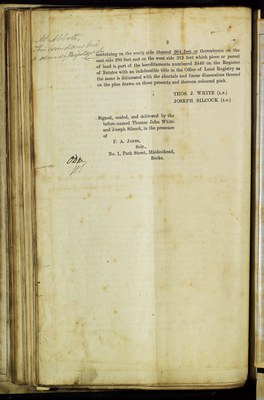 2
containing on the north side thereof 264 feet or thereabouts on the
east side 290 feet and on the west side 313 feet which piece or parcel
of land is part of the hereditaments numbered 2440 on the Register
of Estates with an indefeasible title in the Office of Land Registry as
the same is delineated with the abuttals and linear dimensions thereof
on the plan drawn on these presents and thereon coloured pink.
THOS. J. WHITE (L.S.)
JOSEPH SILCOCK (L.S.)
Signed, sealed, and delivered by the
before-named Thomas John White
and Joseph Silcock, in the presence
of
F. A. JONES,
Solr.,
No. 1, Park Street, Maidenhead,
Berks.